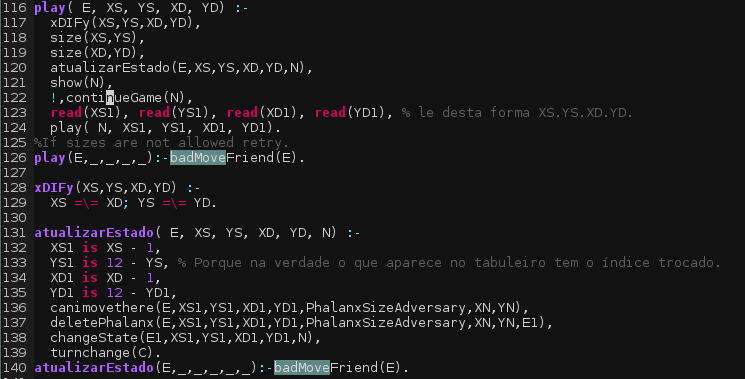 116 play( E, XS, YS, XD, YD) :-
117   xDIFy(XS,YS,XD,YD),
118   size(XS,YS),
119   size(XD,YD),
120   atualizarEstado(E,XS,YS,XD,YD,N),
121   show(N),
122   !,continueGame(N),
123   read(XS1), read(YS1), read(XD1), read(YD1), % le desta forma XS.YS.XD.YD.
124   play( N, XS1, YS1, XD1, YD1).
125 %If sizes are not allowed retry.
126 play(E,_,_,_,_):-badMoveFriend(E).
127
128 xDIFy(XS,YS,XD,YD) :-
129   XS =\= XD; YS =\= YD.
130
131 atualizarEstado( E, XS, YS, XD, YD, N) :-
132   XS1 is XS - 1,
133   YS1 is 12 - YS, % Porque na verdade o que aparece no tabuleiro tem o índice trocado.
134   XD1 is XD - 1,
135   YD1 is 12 - YD1,
136   canimovethere(E,XS1,YS1,XD1,YD1,PhalanxSizeAdversary,XN,YN),
137   deletePhalanx(E,XS1,YS1,XD1,YD1,PhalanxSizeAdversary,XN,YN,E1),
138   changeState(E1,XS1,YS1,XD1,YD1,N),
139   turnchange(C).
140 atualizarEstado(E,_,_,_,_,_):-badMoveFriend(E).